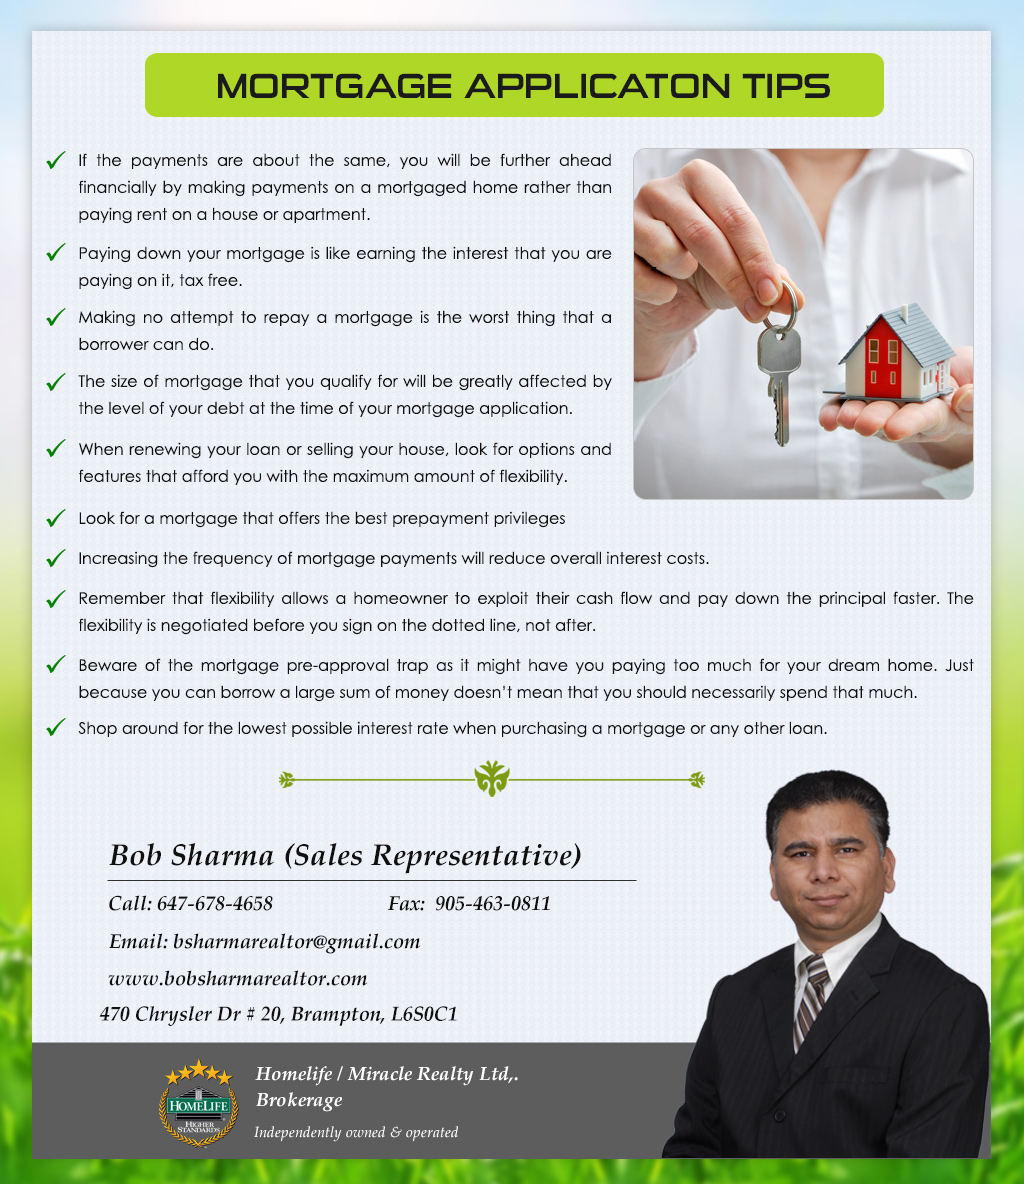 MORTGAGE APPLICATON TIPS
If the payments are about the same, you will be further ahead
financially by making payments on a mortgaged home rather than
paying rent on a house or apartment.
Paying down your mortgage is like earning the interest that you are
paying on it, tax free.
Making no attempt to repay a mortgage is the worst thing that a
borrower can do.
The size of mortgage that you qualify for will be greatly affected by
the level of your debt at the time of your mortgage application.
When renewing your loan or selling your house, look for options and
features that afford you with the maximum amount of flexibility.
Look for a mortgage that offers the best prepayment privileges
Increasing the frequency of mortgage payments will reduce overall interest costs.
Remember that flexibility allows a homeowner to exploit their cash flow and pay down the principal faster. The
flexibility is negotiated before you sign on the dotted line, not after.
Beware of the mortgage pre-approval trap as it might have you paying too much for your dream home. Just
because you can borrow a large sum of money doesn't mean that you should necessarily spend that much.
Shop around for the lowest possible interest rate when purchasing a mortgage or any other loan.
Bob Sharma (Sales Representative)
Call: 647-678-4658 Fax: 905-463-0811
Email: bsharmarealtor@gmail.com
www.bobsharmarealtor.com
470 Chrysler Dr # 20, Brampton, L6S0C1
Homelife / Miracle Realty Ltd,.
Brokerage
Independently owned & operated
HOMELIFE
HIGHER
STANDARDS